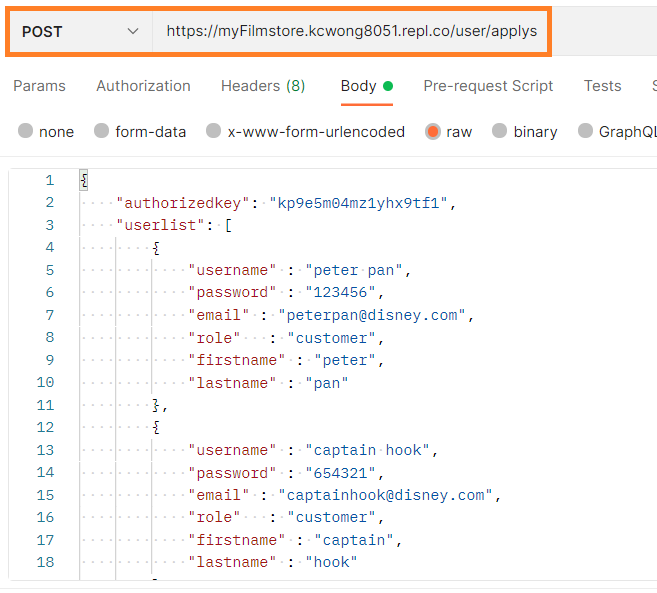 POST https://myFilmstore.kcwong8051.repl.co/user/applys
Params Authorization Headers (8) Body Pre-request Script Tests S
none form-data x-www-form-urlencoded raw binary GraphQL
1 {
2 "authorizedkey": "kp9e5m04mz1yhx9tf1",
3 "userlist": [
4 {
5 "username" : "peter pan",
6 "password" : "123456",
7 "email" : "peterpan@disney.com",
8 "role" : "customer",
9 "firstname" : "peter",
10 "lastname" : "pan"
11 },
12 {
13 "username" : "captain hook",
14 "password" : "654321",
15 "email" : "captainhook@disney.com",
16 "role" : "customer",
17 "firstname" : "captain",
18 "lastname" : "hook"